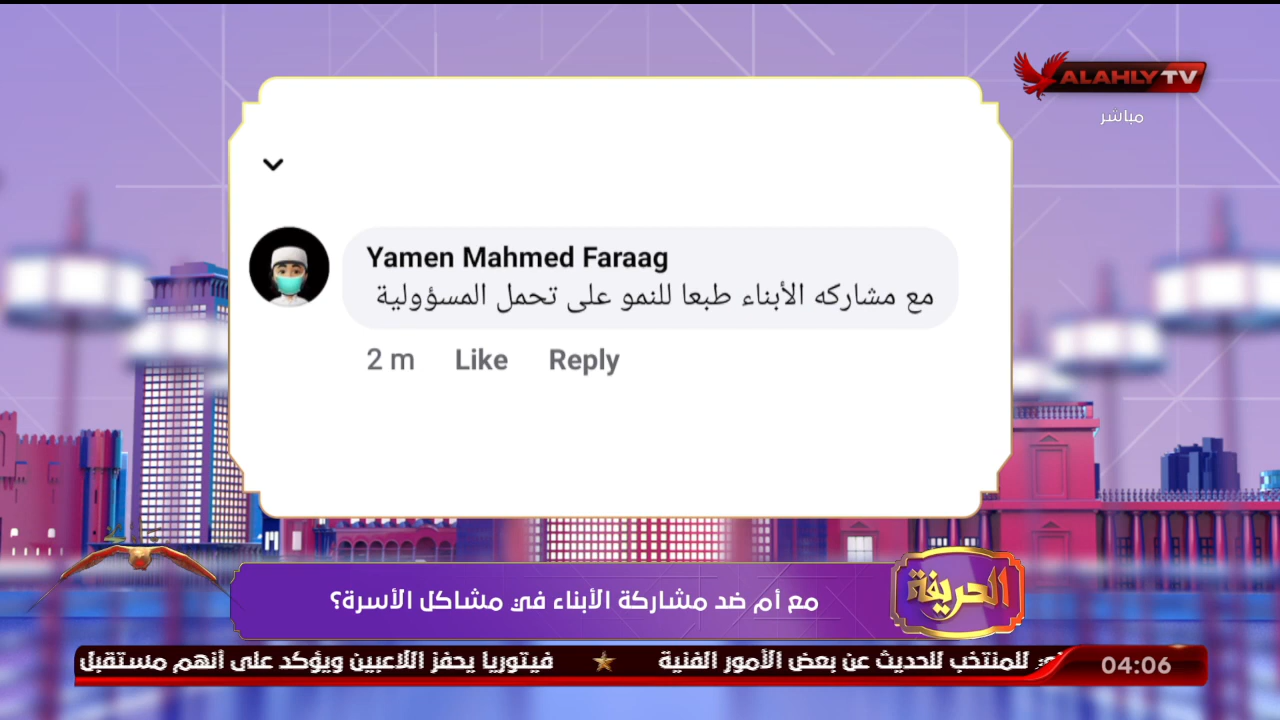 ALAHLY TV
مباشر
Yamen Mahmed Faraag
مع مشاركه الأبناء طبعا للنمو على تحمل المسؤولية
2 m Like Reply
الحريفة
مع أم ضد مشاركة الأبناء في مشاكل الأسرة؟
للمنتخب للحديث عن بعض الأمور الفنية ★ فيتوريا يحفز اللاعبين ويؤكد على أنهم مستقبل
04:06